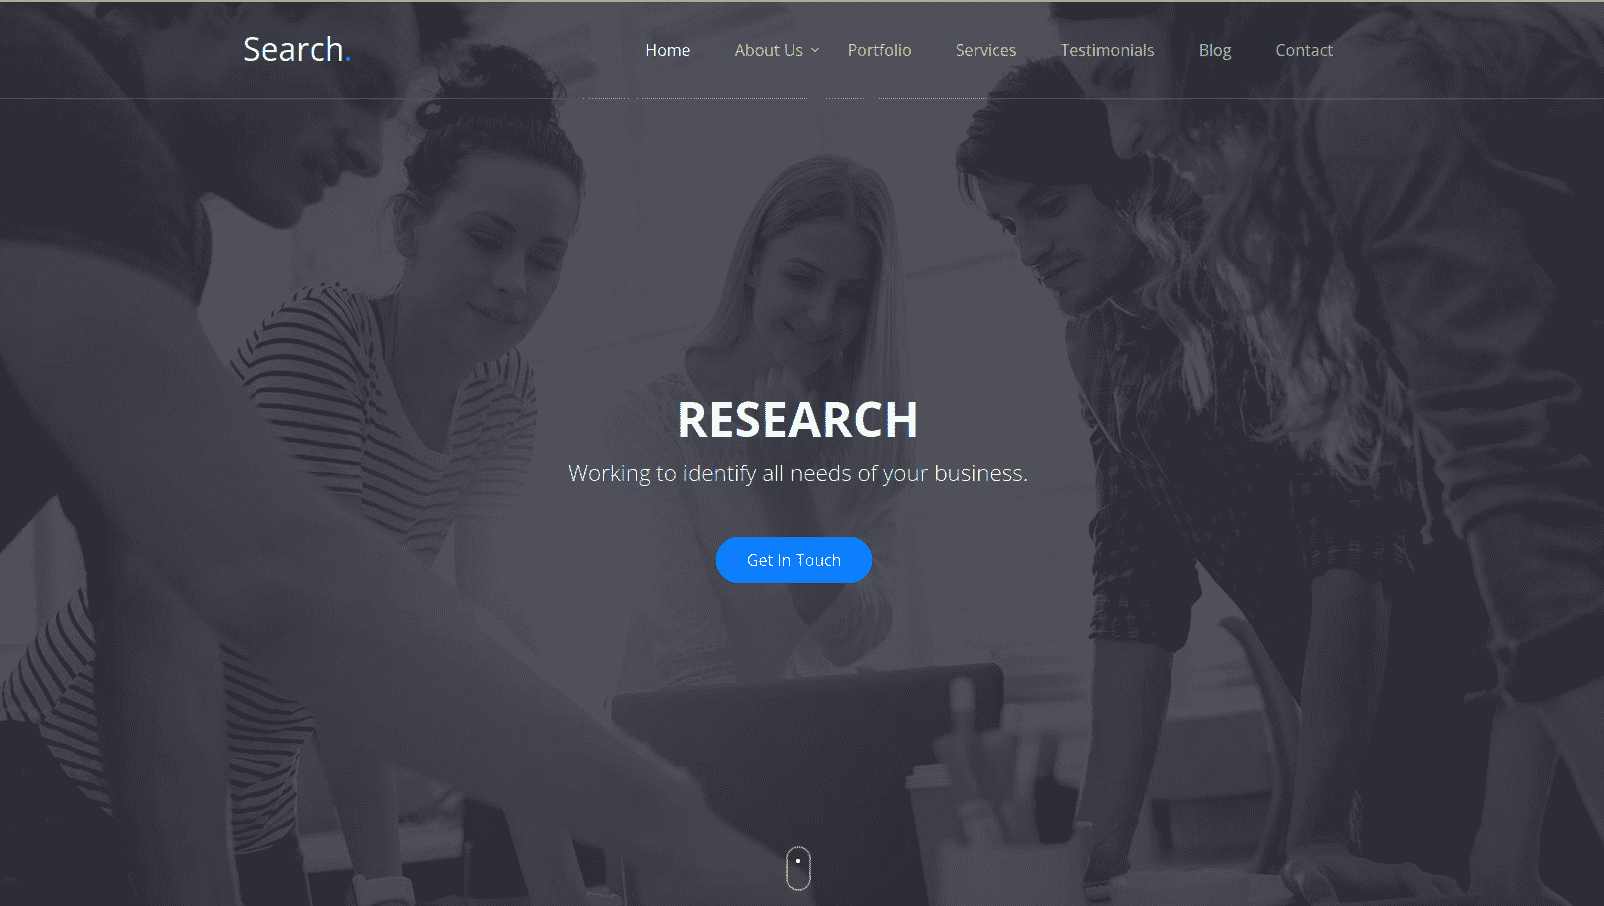 Search.
Home About Us Portfolio Services Testimonials Blog Contact
RESEARCH
Working to identify all needs of your business.
Get In Touch